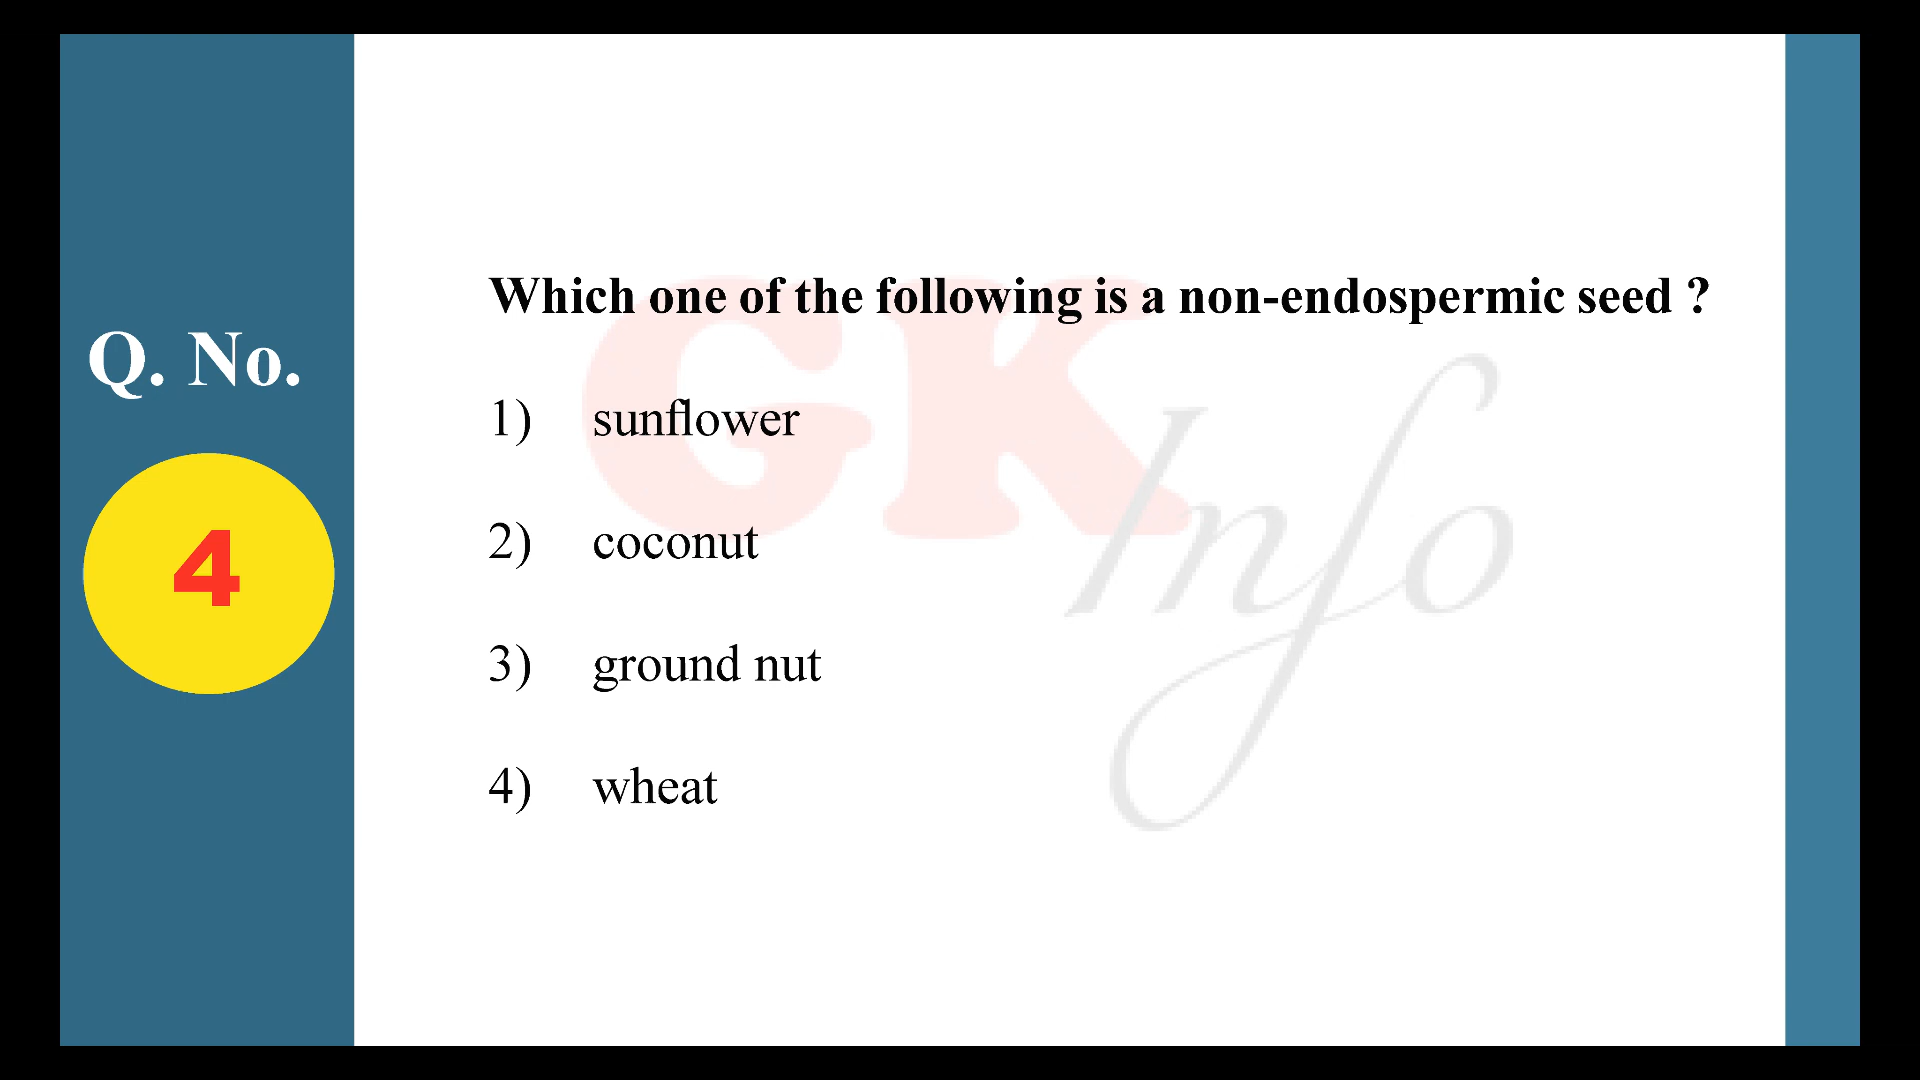 Q. No.
4
Which one of the following is a non-endospermic seed ?
1) sunflower
2) coconut
3) ground nut
4) wheat
GK
Info